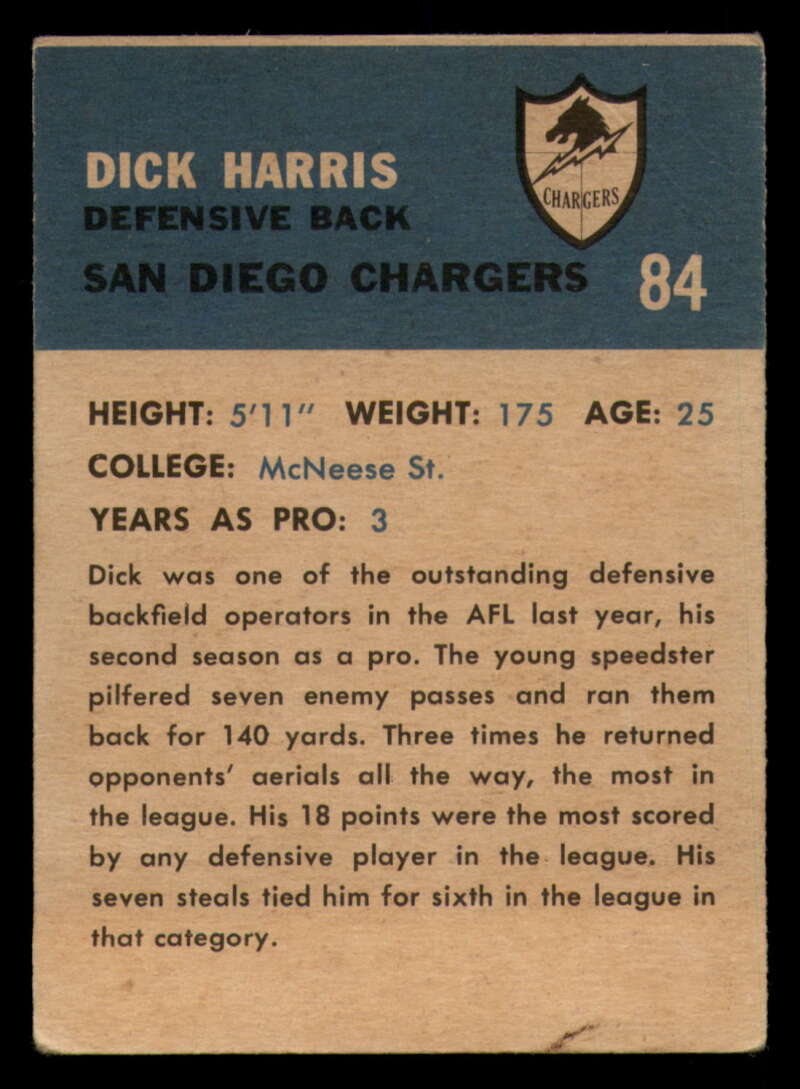 DICK HARRIS
DEFENSIVE BACK
SAN DIEGO CHARGERS
CHARGERS
84
HEIGHT: 5'11" WEIGHT: 175 AGE: 25
COLLEGE: McNeese St.
YEARS AS PRO: 3
Dick was one of the outstanding defensive
backfield operators in the AFL last year, his
second season as a pro. The young speedster
pilfered seven enemy passes and ran them
back for 140 yards. Three times he returned
opponents' aerials all the way, the most in
the league. His 18 points were the most scored
by any defensive player in the league. His
seven steals tied him for sixth in the league in
that category.